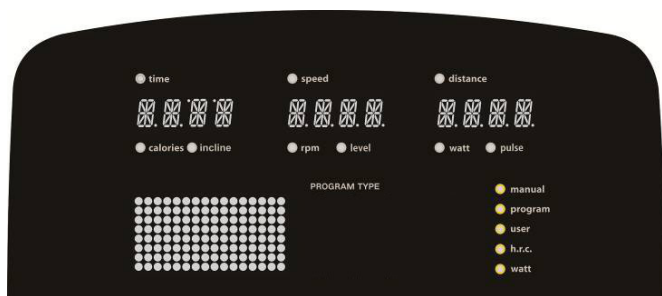 time speed distance
calories incline rpm level watt pulse
PROGRAM TYPE
manual
program
user
h.r.c.
watt